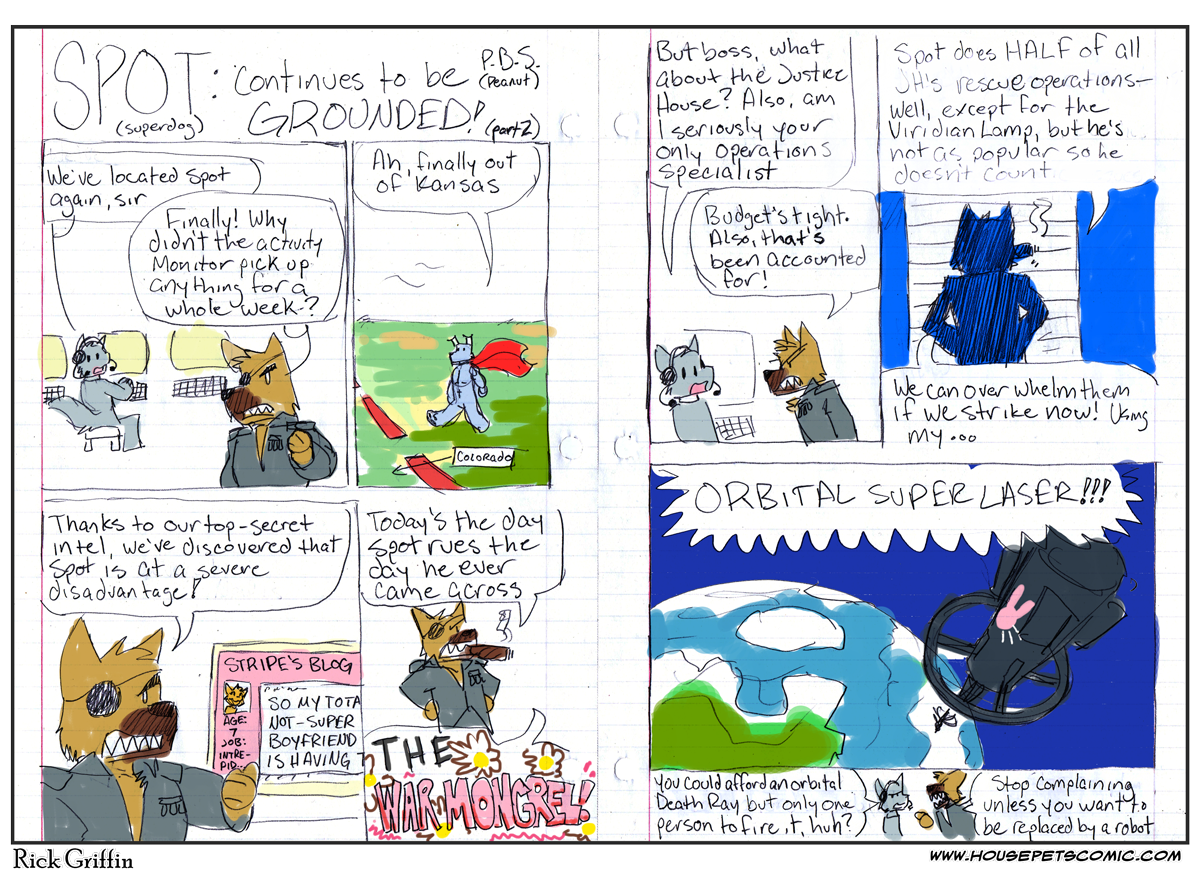 SPOT:
(superdog)
Continues to be
GROUNDED!
P.B.S.
(Peanut)
(part 2)
We've located Spot
again, sir
Finally! Why
didn't the activity
Monitor pick up
anything for a
whole week?
Ah, finally out
of Kansas
COLORADO
Thanks to our top-secret
intel, we've discovered that
Spot is at a severe
disadvantage!
STRIPE'S BLOG
AGE:
7
JOB:
INTRE-
PID
SO MY TOTA
NOT-SUPER
BOYFRIEND
IS HAVING T
Today's the day
Spot rues the
day he ever
came across
THE
WAR MONGREL!
But boss, what
about the Justice
House? Also, am
I seriously your
only operations
specialist
Budget's tight.
Also, that's
been accounted
for!
Spot does HALF of all
JH's rescue operations—
Well, except for the
Viridian Lamp, but he's
not as popular so he
doesn't count
We can over whelm them
if we strike now! Using
my...
ORBITAL SUPER LASER!!!
You could afford an orbital
Death Ray but only one
person to fire it, huh?
Stop complaining
unless you want to
be replaced by a robot
Rick Griffin
WWW.HOUSEPETSCOMIC.COM